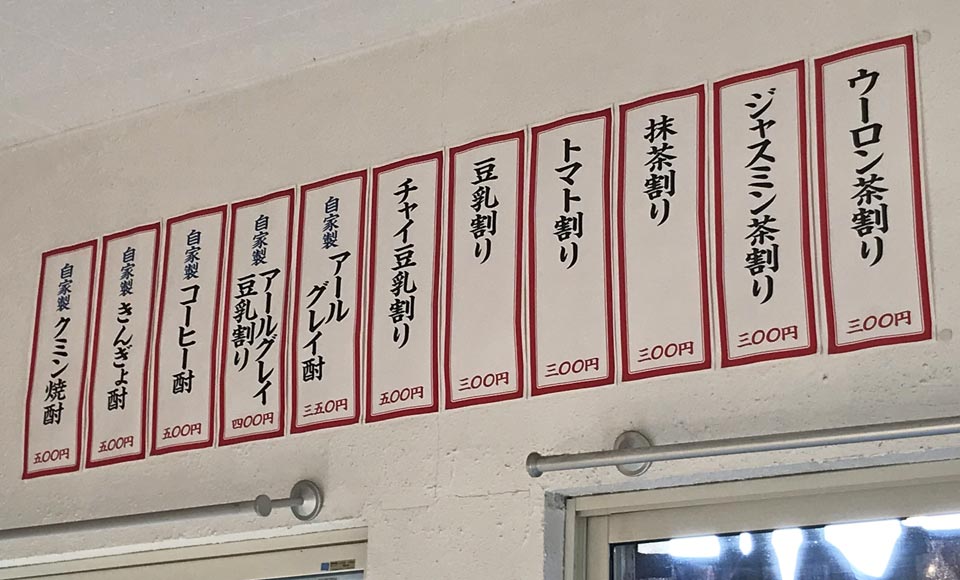 ウーロン茶割り
三〇〇円
ジャスミン茶割り
三〇〇円
抹茶割り
三〇〇円
トマト割り
三〇〇円
豆乳割り
三〇〇円
チャイ豆乳割り
五〇〇円
自家製
アール
グレイ酎
三五〇円
自家製
アールグレイ
豆乳割り
四〇〇円
自家製
コーヒー酎
五〇〇円
自家製
きんぎょ酎
五〇〇円
自家製
クミン焼酎
五〇〇円